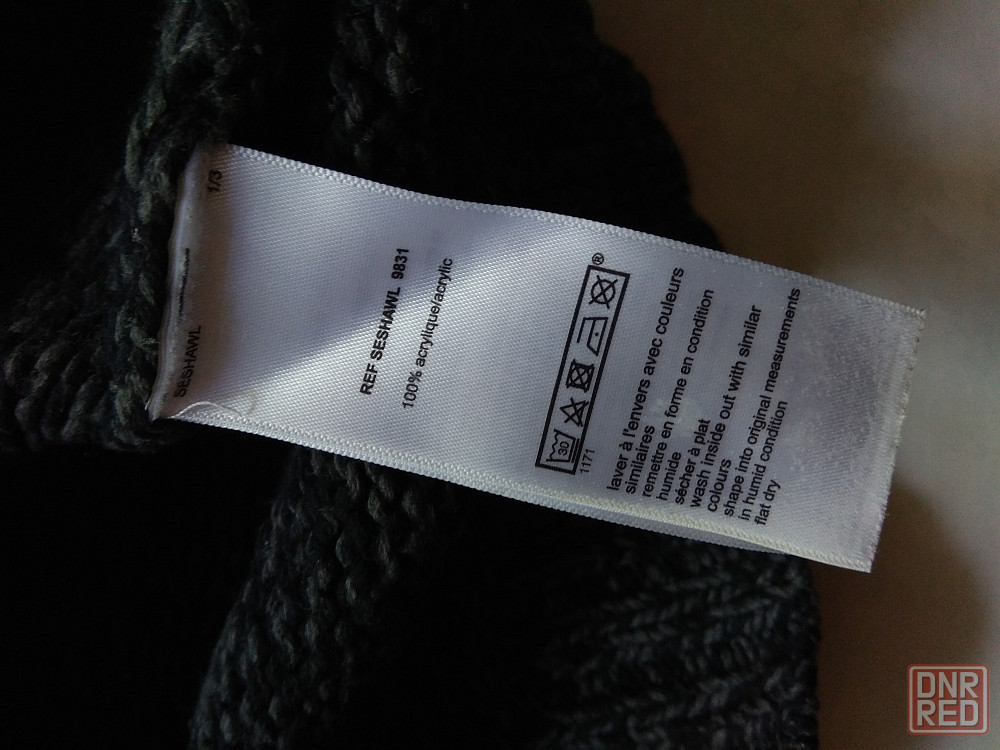 SESHAWL
1/3
REF SESHAWL 9831
100% acrylique/acrylic
30
®
1171
laver à l'envers avec couleurs
similaires
remettre en forme en condition
humide
sécher à plat
wash inside out with similar
colours
shape into original measurements
in humid condition
flat dry
DNR
RED